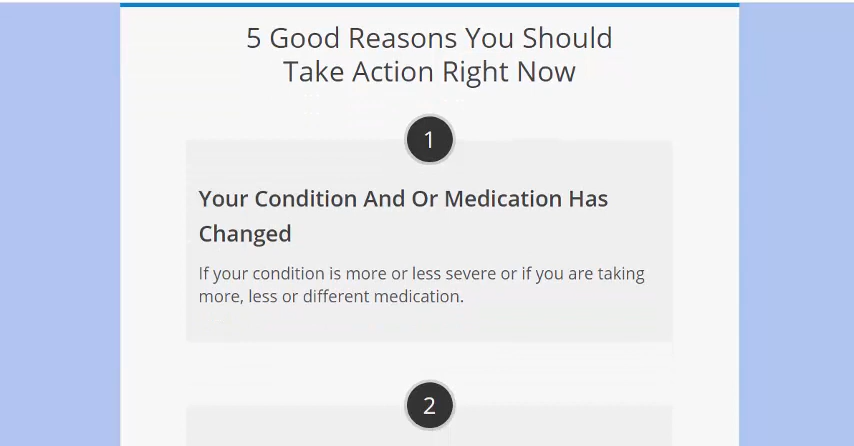 5 Good Reasons You Should
Take Action Right Now
1
Your Condition And Or Medication Has
Changed
If your condition is more or less severe or if you are taking
more, less or different medication.
2